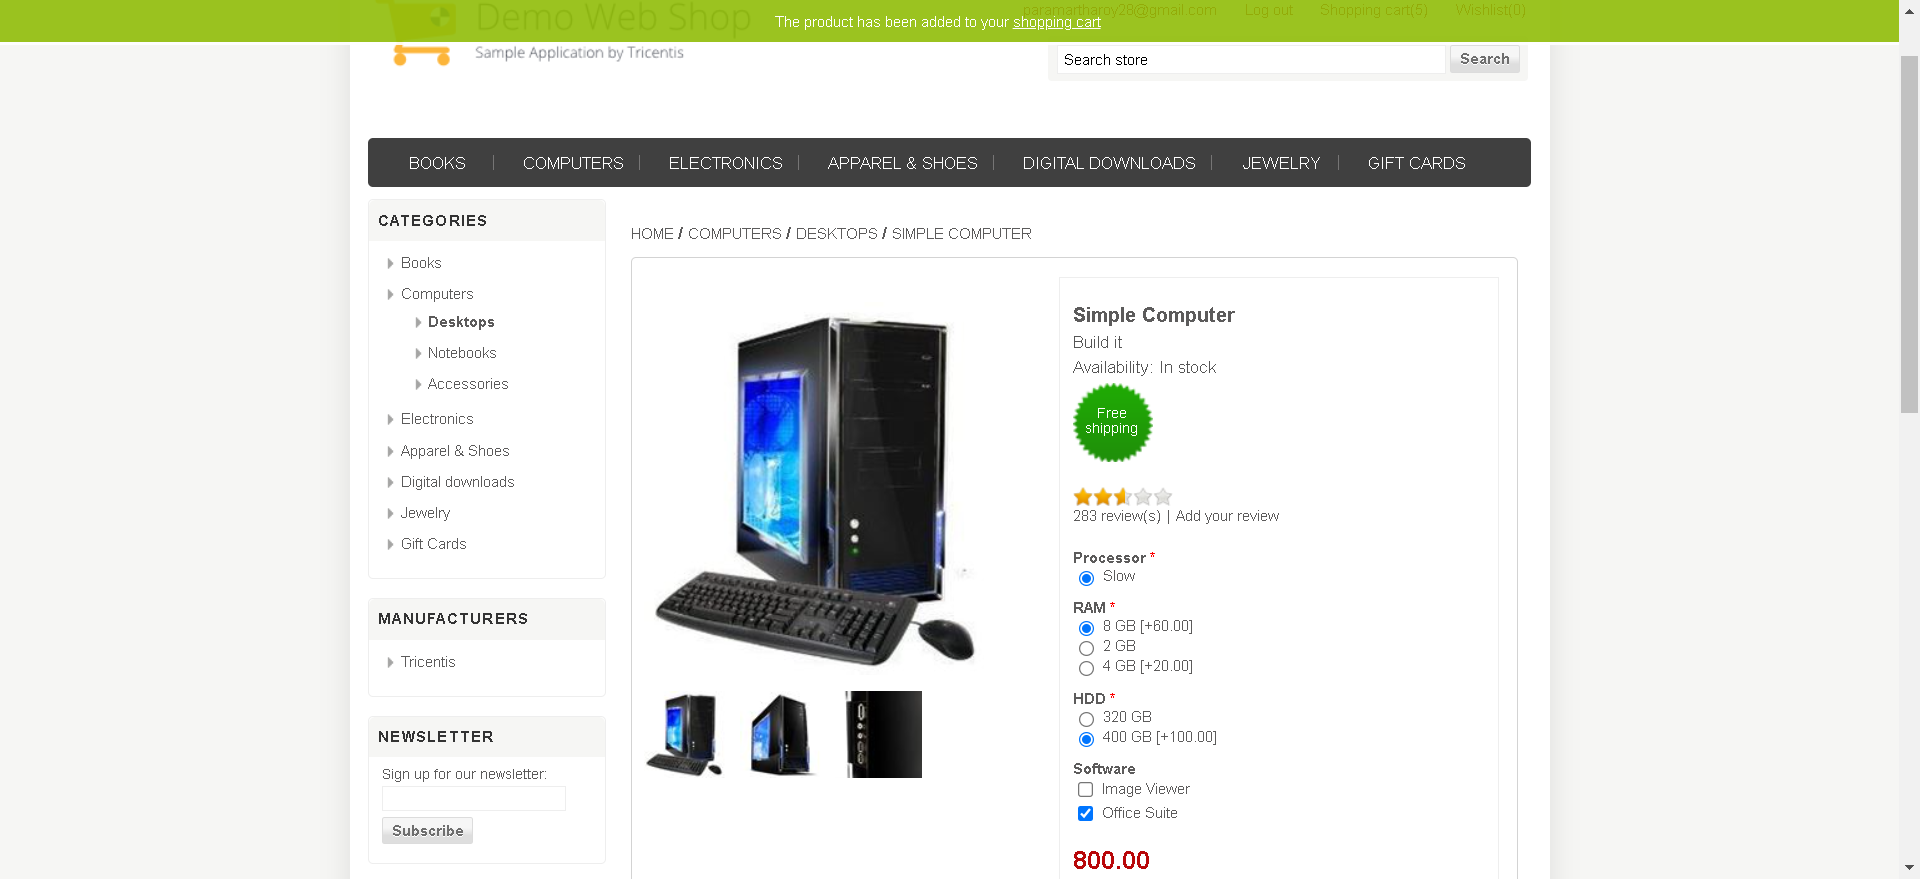 The product has been added to your shopping cart
Demo Web Shop
Sample Application by Tricentis
paramartharoy28@gmail.com Log out Shopping cart(5) Wishlist(0)
Search store Search
BOOKS COMPUTERS ELECTRONICS APPAREL & SHOES DIGITAL DOWNLOADS JEWELRY GIFT CARDS
CATEGORIES
Books
Computers
Desktops
Notebooks
Accessories
Electronics
Apparel & Shoes
Digital downloads
Jewelry
Gift Cards
MANUFACTURERS
Tricentis
NEWSLETTER
Sign up for our newsletter:
Subscribe
HOME / COMPUTERS / DESKTOPS / SIMPLE COMPUTER
Simple Computer
Build it
Availability: In stock
Free
shipping
283 review(s) | Add your review
Processor *
Slow
RAM *
8 GB [+60.00]
2 GB
4 GB [+20.00]
HDD *
320 GB
400 GB [+100.00]
Software
Image Viewer
Office Suite
800.00